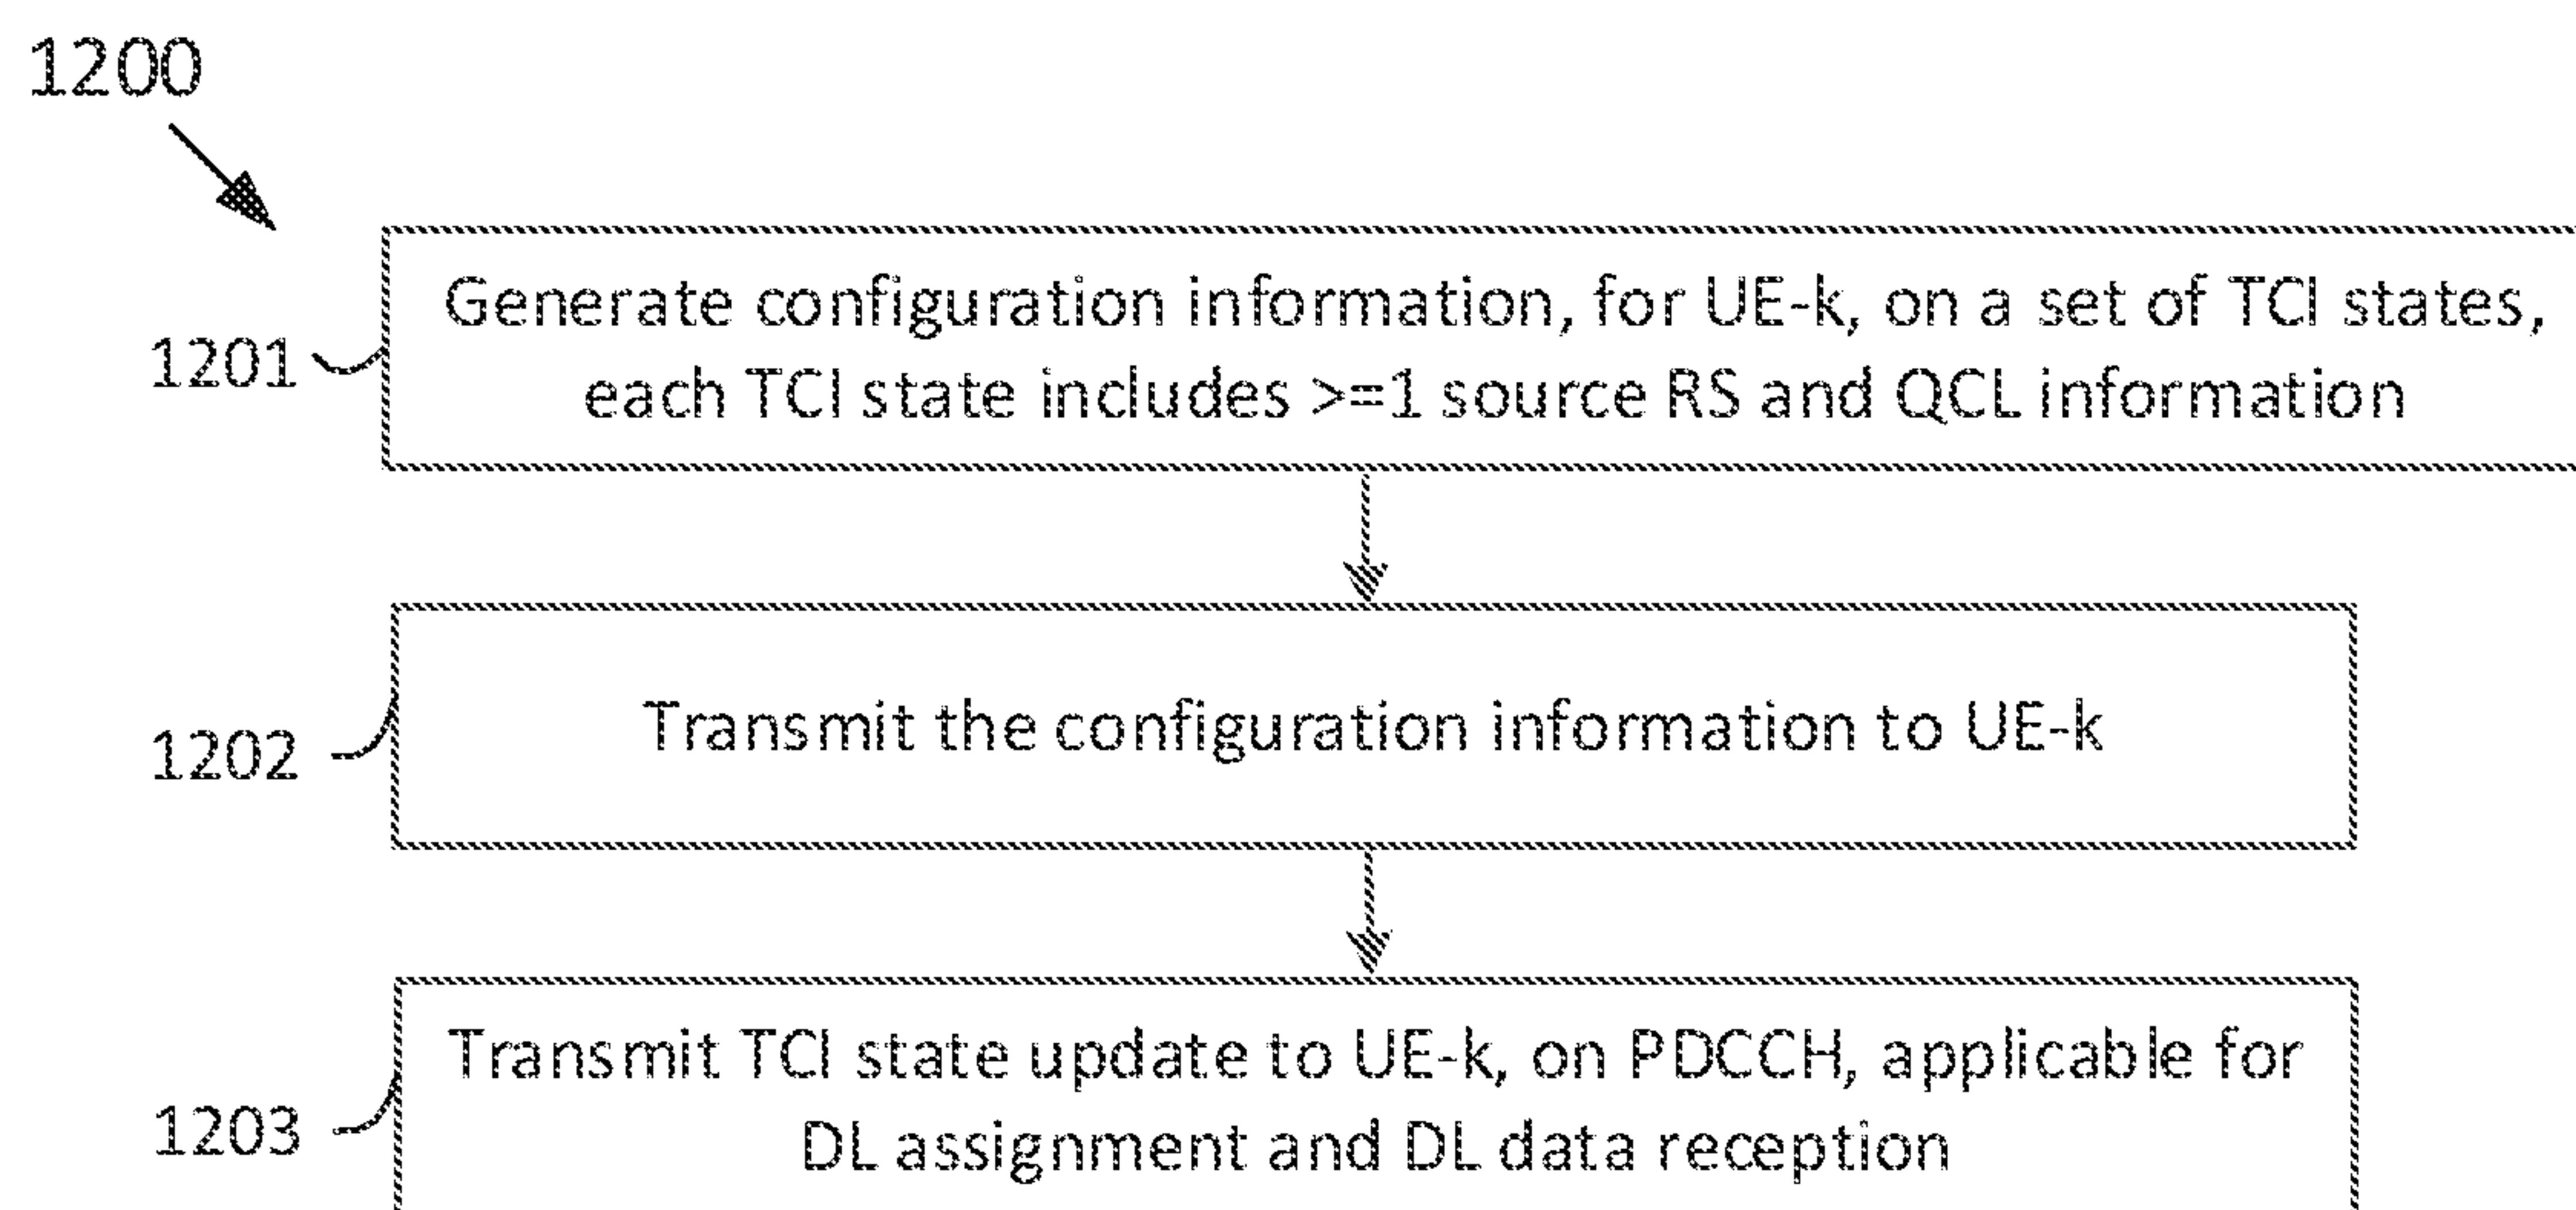 1200
1201
Generate configuration information, for UE-k, on a set of TCI states,
each TCI state includes >=1 source RS and QCL information
1202
Transmit the configuration information to UE-k
1203
Transmit TCI state update to UE-k, on PDCCH, applicable for
DL assignment and DL data reception